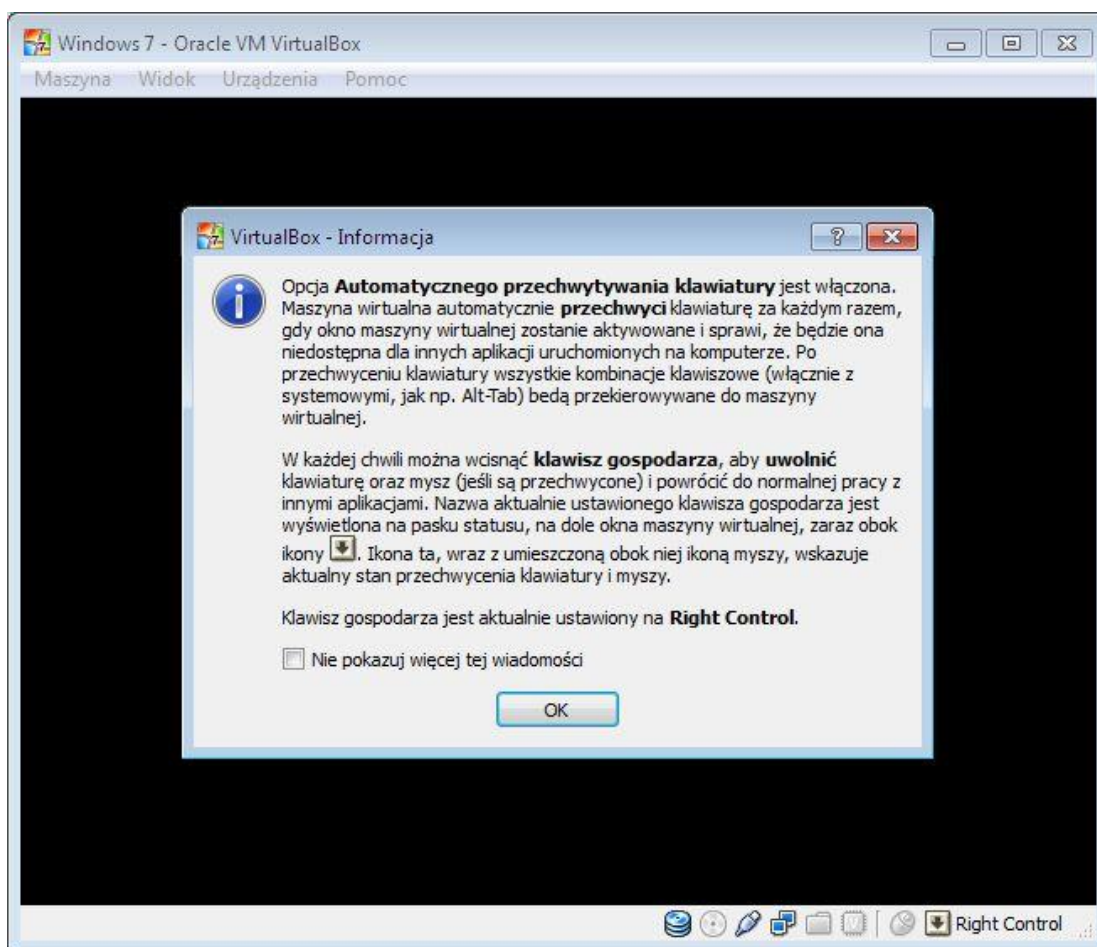 Windows 7 - Oracle VM VirtualBox
Maszyna Widok Urządzenia Pomoc
VirtualBox - Informacja
Opcja Automatycznego przechwytywania klawiatury jest włączona.
Maszyna wirtualna automatycznie przechwyci klawiaturę za każdym razem,
gdy okno maszyny wirtualnej zostanie aktywowane i sprawi, że będzie ona
niedostępna dla innych aplikacji uruchomionych na komputerze. Po
przechwyceniu klawiatury wszystkie kombinacje klawiszowe (włącznie z
systemowymi, jak np. Alt-Tab) bedą przekierowywane do maszyny
wirtualnej.
W każdej chwili można wcisnąć klawisz gospodarza, aby uwolnić
klawiaturę oraz mysz (jeśli są przechwycone) i powrócić do normalnej pracy z
innymi aplikacjami. Nazwa aktualnie ustawionego klawisza gospodarza jest
wyświetlona na pasku statusu, na dole okna maszyny wirtualnej, zaraz obok
ikony . Ikona ta, wraz z umieszczoną obok niej ikoną myszy, wskazuje
aktualny stan przechwycenia klawiatury i myszy.
Klawisz gospodarza jest aktualnie ustawiony na Right Control.
Nie pokazuj więcej tej wiadomości
OK
Right Control